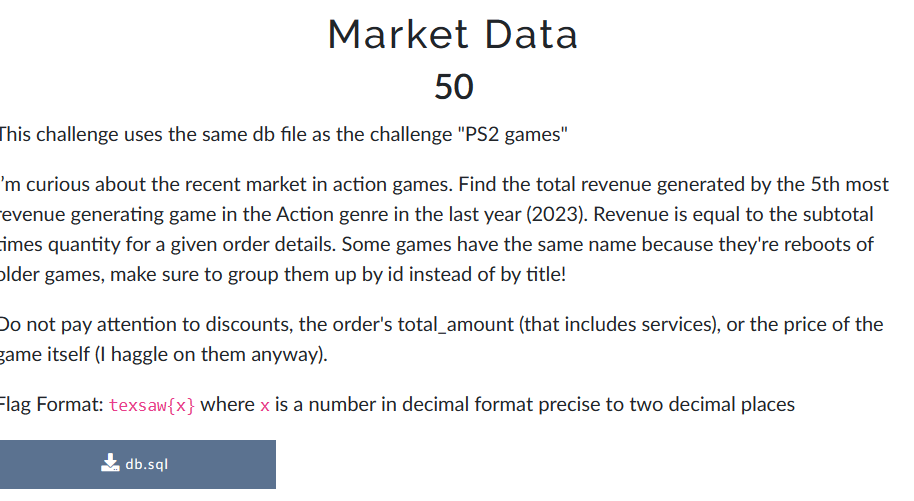 Market Data
50
This challenge uses the same db file as the challenge "PS2 games"
I'm curious about the recent market in action games. Find the total revenue generated by the 5th most
revenue generating game in the Action genre in the last year (2023). Revenue is equal to the subtotal
times quantity for a given order details. Some games have the same name because they're reboots of
older games, make sure to group them up by id instead of by title!
Do not pay attention to discounts, the order's total_amount (that includes services), or the price of the
game itself (I haggle on them anyway).
Flag Format: texsaw{x} where x is a number in decimal format precise to two decimal places
db.sql